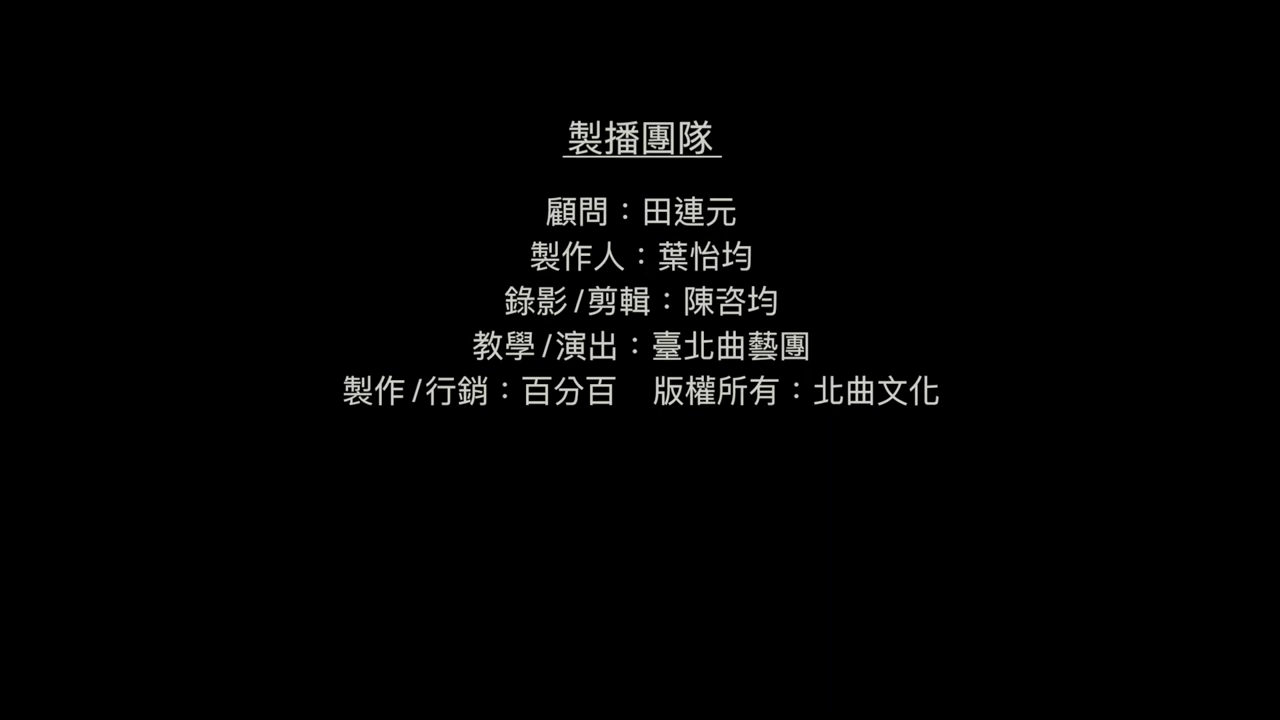 製播團隊
顧問：田連元
製作人：葉怡均
錄影/剪輯：陳咨均
教學/演出：臺北曲藝團
製作/行銷：百分百　版權所有：北曲文化